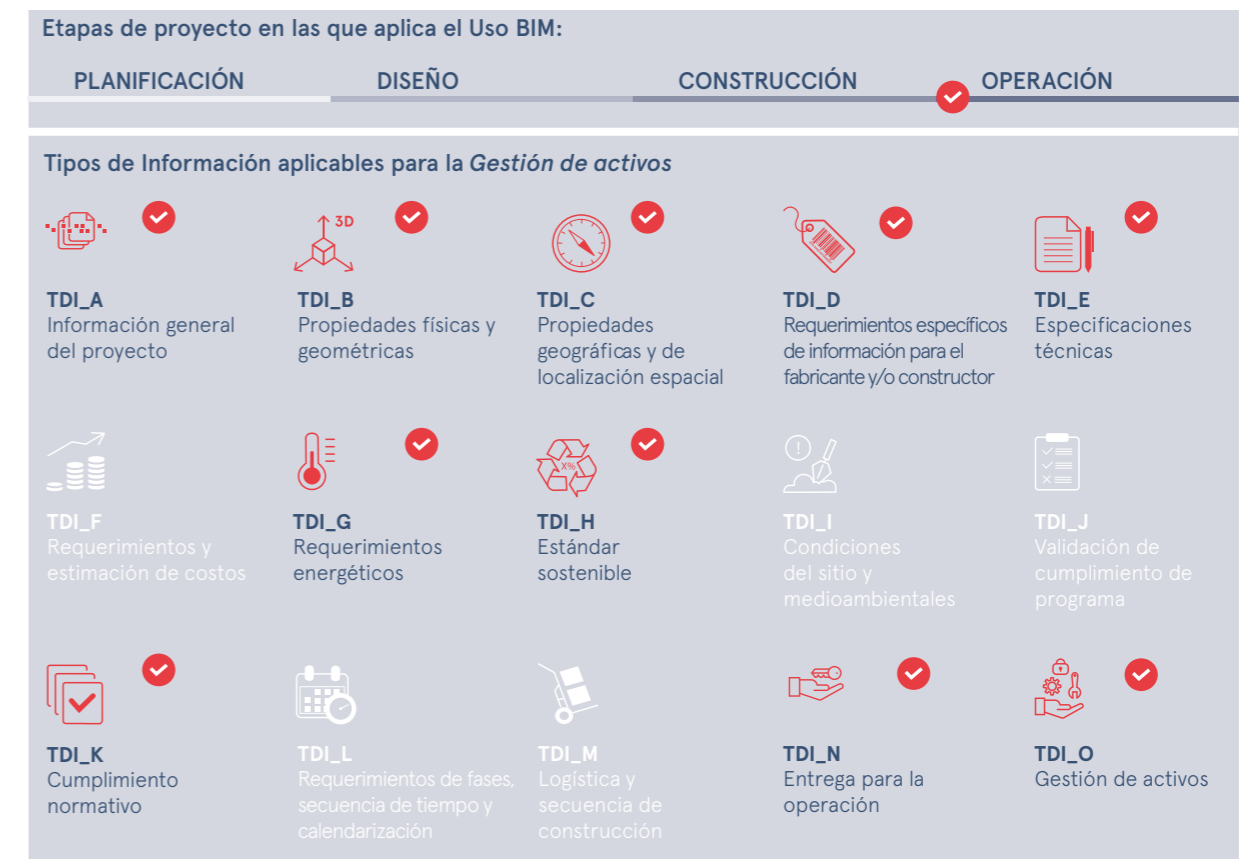 Etapas de proyecto en las que aplica el Uso BIM:
PLANIFICACIÓN DISEÑO CONSTRUCCIÓN OPERACIÓN
Tipos de Información aplicables para la Gestión de activos
3D
TDI_A
Información general
del proyecto
TDI_B
Propiedades físicas y
geométricas
TDI_C
Propiedades
geográficas y de
localización espacial
TDI_D
Requerimientos específicos
de información para el
fabricante y/o constructor
TDI_E
Especificaciones
técnicas
TDI_F
Requerimientos y
estimación de costos
TDI_G
Requerimientos
energéticos
X%
TDI_H
Estándar
sostenible
TDI_I
Condiciones
del sitio y
medioambientales
TDI_J
Validación de
cumplimiento de
programa
TDI_K
Cumplimiento
normativo
TDI_L
Requerimientos de fases,
secuencia de tiempo y
calendarización
TDI_M
Logística y
secuencia de
construcción
TDI_N
Entrega para la
operación
TDI_O
Gestión de activos